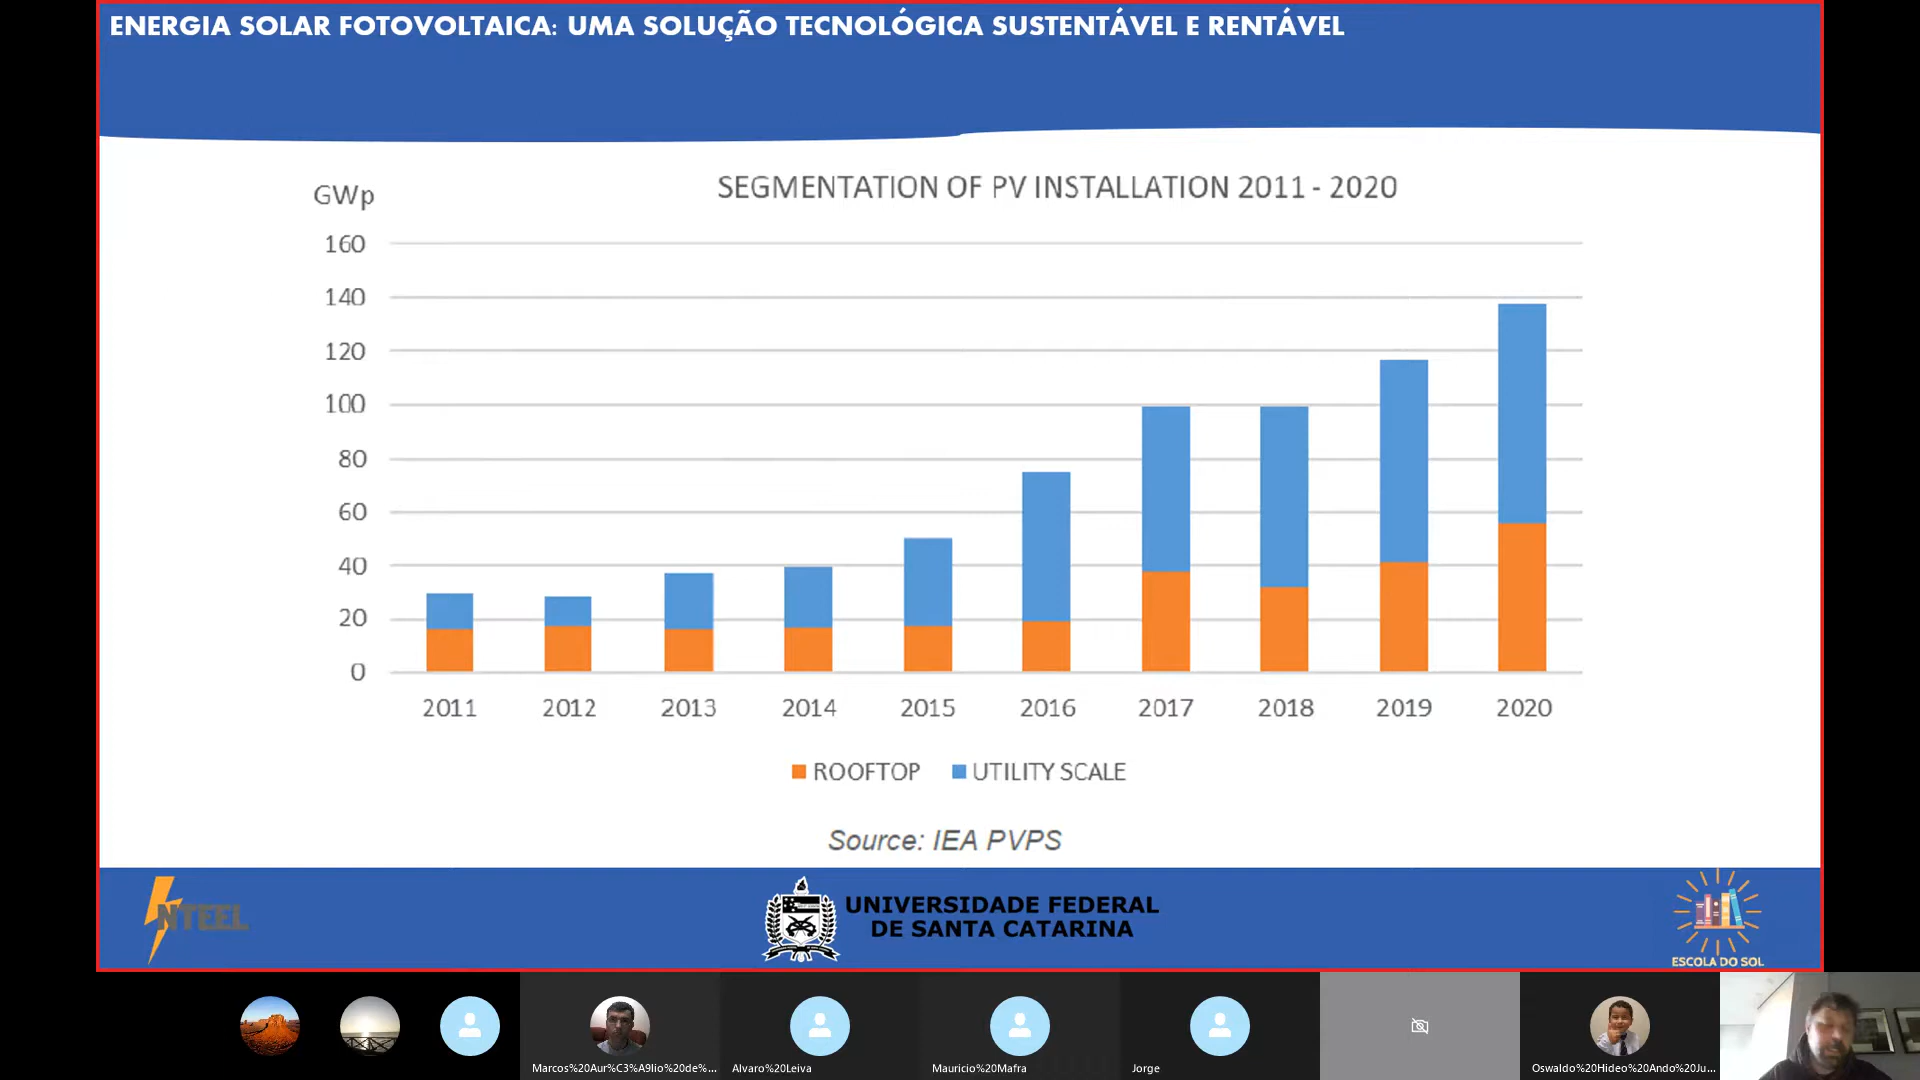 ENERGIA SOLAR FOTOVOLTAICA: UMA SOLUÇÃO TECNOLÓGICA SUSTENTÁVEL E RENTÁVEL
SEGMENTATION OF PV INSTALLATION 2011 - 2020
GWp
160
140
120
100
80
60
40
20
0
2011 2012 2013 2014 2015 2016 2017 2018 2019 2020
ROOFTOP UTILITY SCALE
Source: IEA PVPS
NTEEL
UNIVERSIDADE FEDERAL
DE SANTA CATARINA
ESCOLA DO SOL
Marcos%20Aur%C3%A9lio%20de%... Alvaro%20Leiva Mauricio%20Mafra Jorge Oswaldo%20Hideo%20Ando%20Ju...